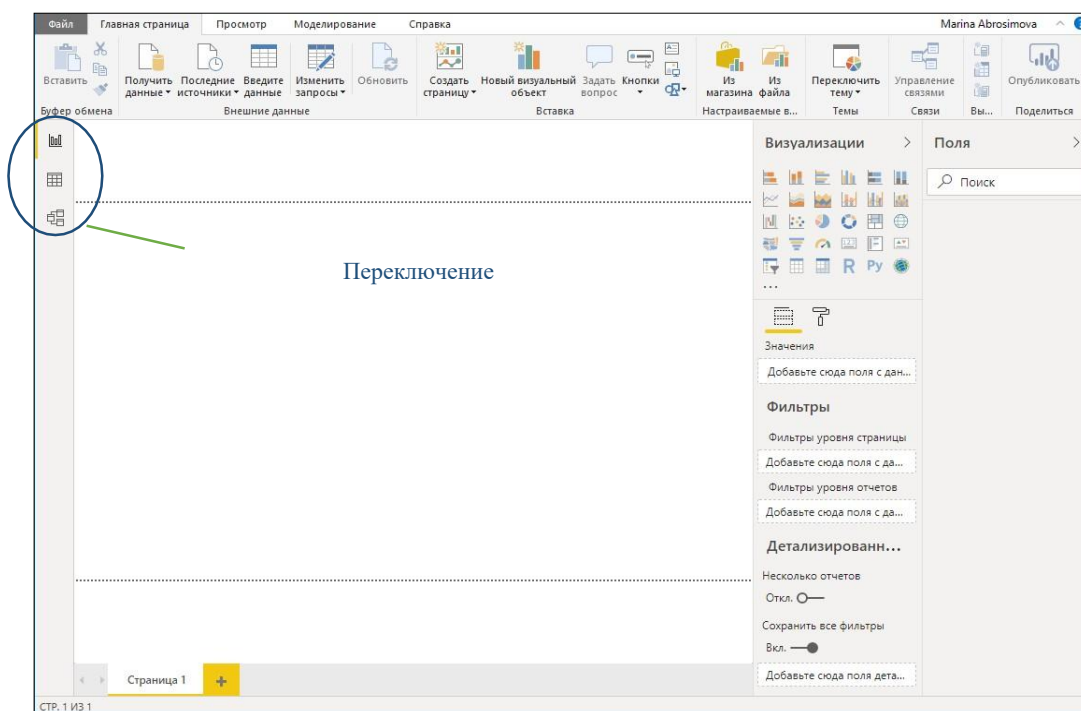 Файл Главная страница Просмотр Моделирование Справка Marina Abrosimova
Вставить Получить данные Последние источники Введите данные Изменить запросы Обновить Создать страницу Новый визуальный объект Задать вопрос Кнопки Из магазина Из файла Переключить тему Управление связями Опубликовать
Буфер обмена Внешние данные Вставка Настраиваемые в... Темы Связи Вы... Поделиться
Визуализации Поля
Поиск
Переключение
R Py
...
Значения
Добавьте сюда поля с дан...
Фильтры
Фильтры уровня страницы
Добавьте сюда поля с да...
Фильтры уровня отчетов
Добавьте сюда поля с да...
Детализированн...
Несколько отчетов
Откл.
Сохранить все фильтры
Вкл.
Добавьте сюда поля дета...
Страница 1 +
СТР. 1 ИЗ 1